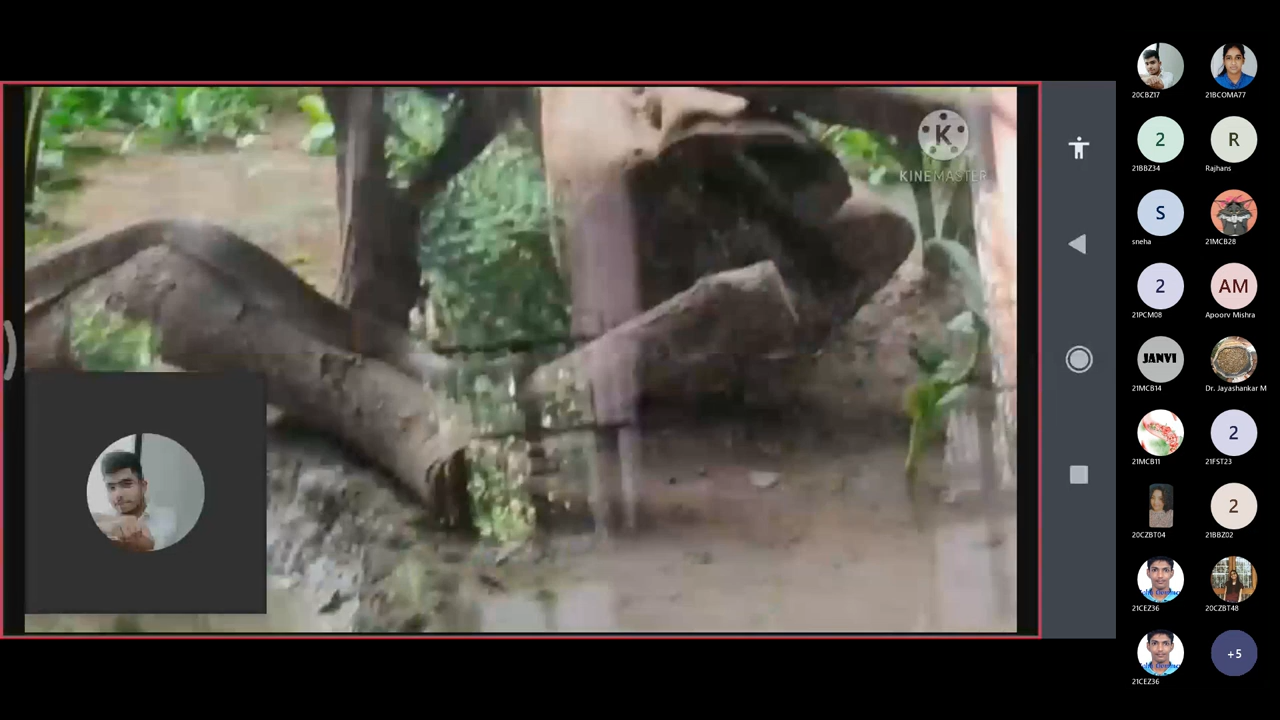 K
KINEMASTER
20CBZ17
21BCOMA77
2
R
21BBZ34
Rajhans
S
sneha
21MCB28
2
AM
21PCM08
Apoorv Mishra
JANVI
21MCB14
Dr. Jayashankar M
2
21MCB11
21FST23
2
20CZBT04
21BBZ02
21CEZ36
20CZBT48
+5
21CEZ36